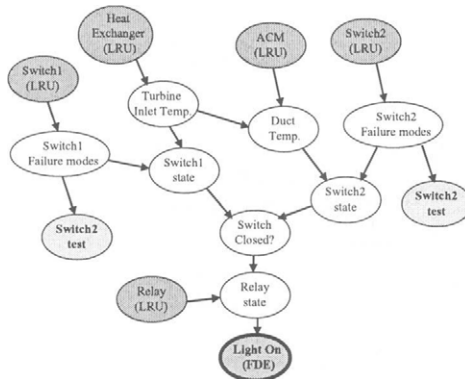 Heat
Exchanger
(LRU)
ACM
(LRU)
Switch2
(LRU)
Switch1
(LRU)
Turbine
Inlet Temp.
Duct
Temp.
Switch2
Failure modes
Switch1
Failure modes
Switch1
state
Switch2
state
Switch2
test
Switch2
test
Switch
Closed?
Relay
(LRU)
Relay
state
Light On
(FDE)